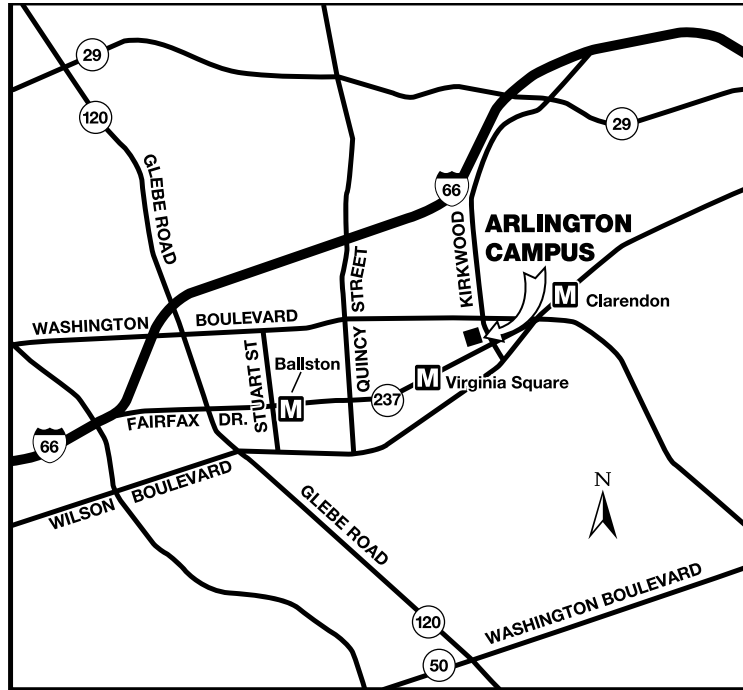 29
120
29
GLEBE ROAD
66
KIRKWOOD
ARLINGTON
CAMPUS
M Clarendon
QUINCY STREET
WASHINGTON BOULEVARD
STUART ST
Ballston
M
M Virginia Square
237
FAIRFAX DR.
66
WILSON BOULEVARD
GLEBE ROAD
N
120
WASHINGTON BOULEVARD
50